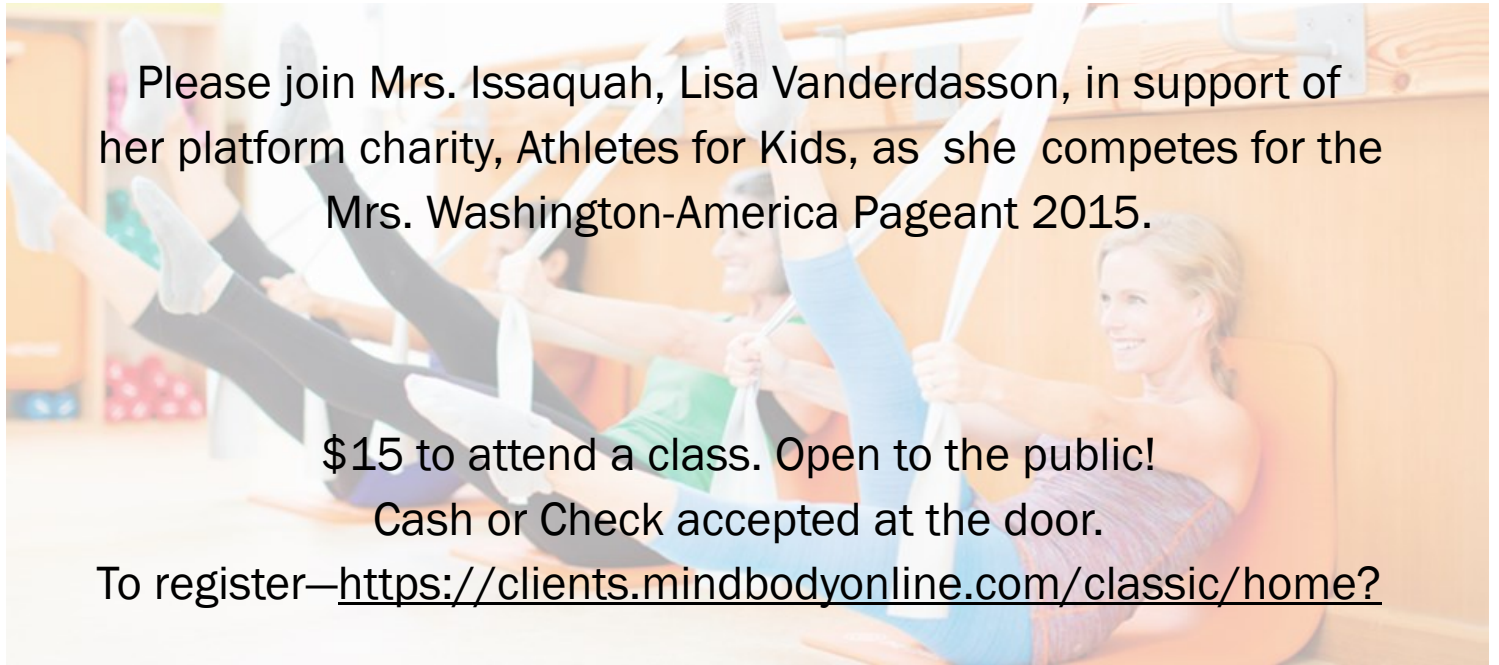 Please join Mrs. Issaquah, Lisa Vanderdasson, in support of
her platform charity, Athletes for Kids, as she competes for the
Mrs. Washington-America Pageant 2015.
$15 to attend a class. Open to the public!
Cash or Check accepted at the door.
To register—https://clients.mindbodyonline.com/classic/home?